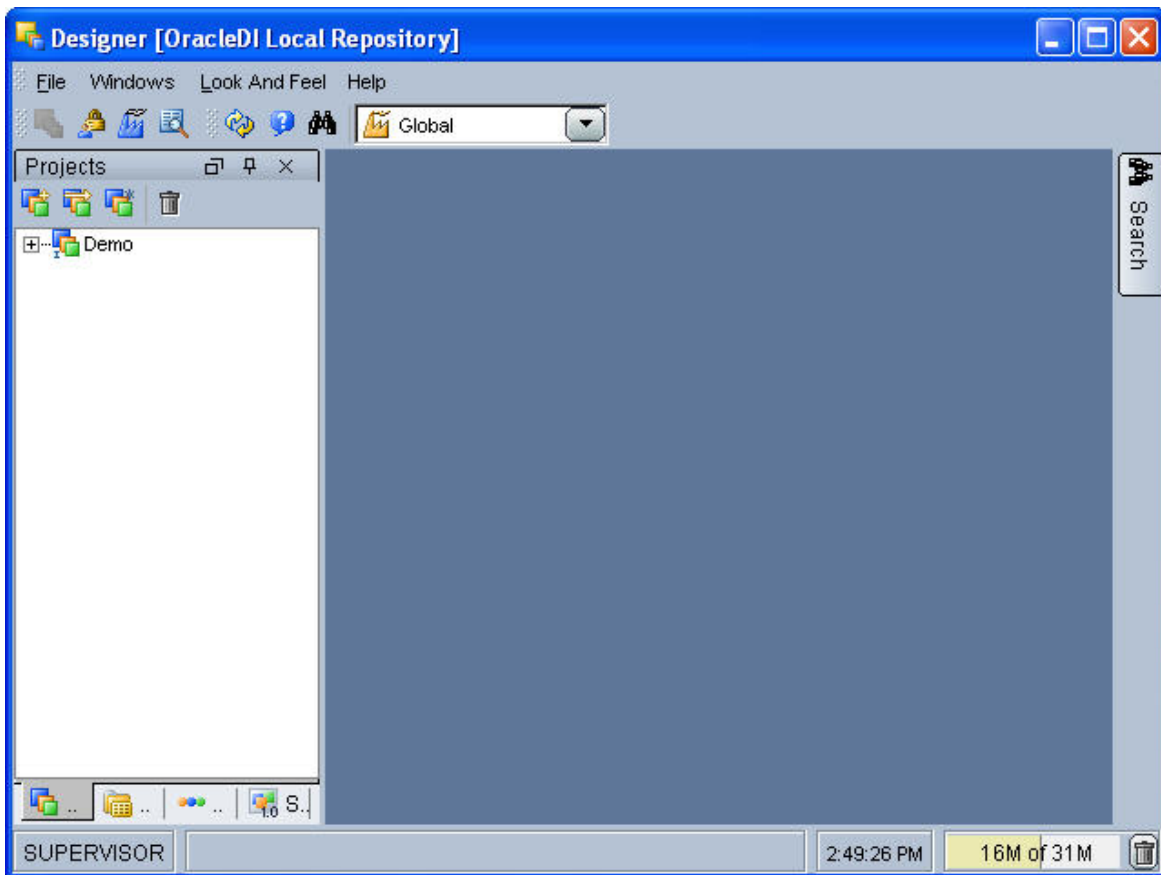 Designer [OracleDI Local Repository]
File Windows Look And Feel Help
Global
Projects
Search
Demo
.. .. .. S..
SUPERVISOR 2:49:26 PM 16M of 31M